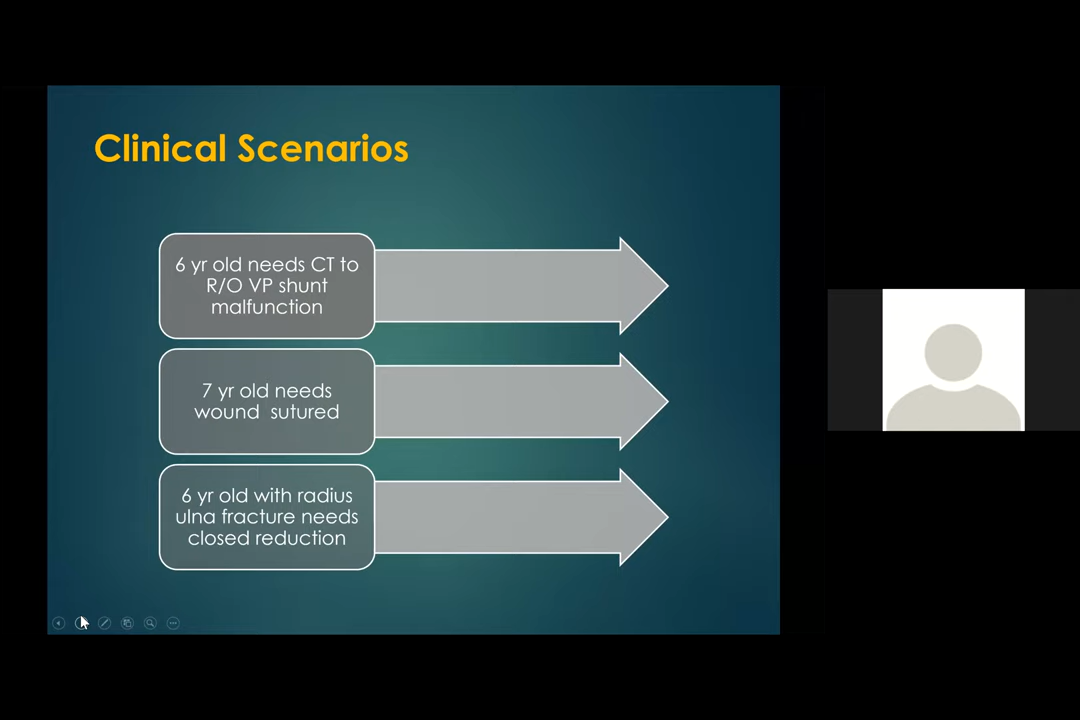 Clinical Scenarios
6 yr old needs CT to
R/O VP shunt
malfunction
7 yr old needs
wound sutured
6 yr old with radius
ulna fracture needs
closed reduction